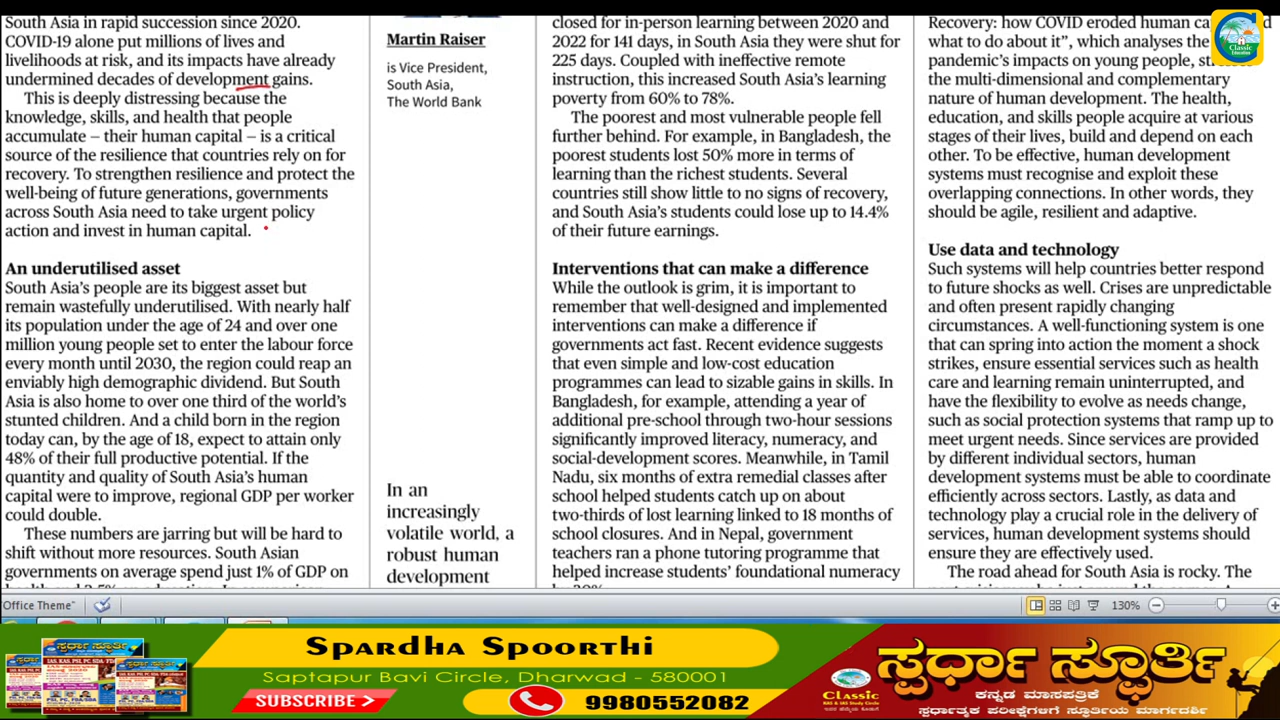 South Asia in rapid succession since 2020.
COVID-19 alone put millions of lives and
livelihoods at risk, and its impacts have already
undermined decades of development gains.
This is deeply distressing because the
knowledge, skills, and health that people
accumulate – their human capital – is a critical
source of the resilience that countries rely on for
recovery. To strengthen resilience and protect the
well-being of future generations, governments
across South Asia need to take urgent policy
action and invest in human capital.
An underutilised asset
South Asia's people are its biggest asset but
remain wastefully underutilised. With nearly half
its population under the age of 24 and over one
million young people set to enter the labour force
every month until 2030, the region could reap an
enviably high demographic dividend. But South
Asia is also home to over one third of the world's
stunted children. And a child born in the region
today can, by the age of 18, expect to attain only
48% of their full productive potential. If the
quantity and quality of South Asia's human
capital were to improve, regional GDP per worker
could double.
These numbers are jarring but will be hard to
shift without more resources. South Asian
governments on average spend just 1% of GDP on
Martin Raiser
is Vice President,
South Asia,
The World Bank
In an
increasingly
volatile world, a
robust human
development
closed for in-person learning between 2020 and
2022 for 141 days, in South Asia they were shut for
225 days. Coupled with ineffective remote
instruction, this increased South Asia's learning
poverty from 60% to 78%.
The poorest and most vulnerable people fell
further behind. For example, in Bangladesh, the
poorest students lost 50% more in terms of
learning than the richest students. Several
countries still show little to no signs of recovery,
and South Asia's students could lose up to 14.4%
of their future earnings.
Interventions that can make a difference
While the outlook is grim, it is important to
remember that well-designed and implemented
interventions can make a difference if
governments act fast. Recent evidence suggests
that even simple and low-cost education
programmes can lead to sizable gains in skills. In
Bangladesh, for example, attending a year of
additional pre-school through two-hour sessions
significantly improved literacy, numeracy, and
social-development scores. Meanwhile, in Tamil
Nadu, six months of extra remedial classes after
school helped students catch up on about
two-thirds of lost learning linked to 18 months of
school closures. And in Nepal, government
teachers ran a phone tutoring programme that
helped increase students' foundational numeracy
Recovery: how COVID eroded human
what to do about it", which analyses the
pandemic's impacts on young people,
the multi-dimensional and complementary
nature of human development. The health,
education, and skills people acquire at various
stages of their lives, build and depend on each
other. To be effective, human development
systems must recognise and exploit these
overlapping connections. In other words, they
should be agile, resilient and adaptive.
Use data and technology
Such systems will help countries better respond
to future shocks as well. Crises are unpredictable
and often present rapidly changing
circumstances. A well-functioning system is one
that can spring into action the moment a shock
strikes, ensure essential services such as health
care and learning remain uninterrupted, and
have the flexibility to evolve as needs change,
such as social protection systems that ramp up to
meet urgent needs. Since services are provided
by different individual sectors, human
development systems must be able to coordinate
efficiently across sectors. Lastly, as data and
technology play a crucial role in the delivery of
services, human development systems should
ensure they are effectively used.
The road ahead for South Asia is rocky. The
Classic
Education
Office Theme"
130%
Spardha Spoorthi
Saptapur Bavi Circle, Dharwad - 580001
SUBSCRIBE
9980552082
Classic
KAS & IAS Study Circle
ಸ್ಪರ್ಧಾ ಸ್ಫೂರ್ತಿ
ಕನ್ನಡ ಮಾಸಪತ್ರಿಕೆ
ಸ್ಪರ್ಧಾತ್ಮಕ ಪರೀಕ್ಷೆಗಳಿಗೆ ಸ್ಫೂರ್ತಿಯ ಮಾರ್ಗದರ್ಶಿ